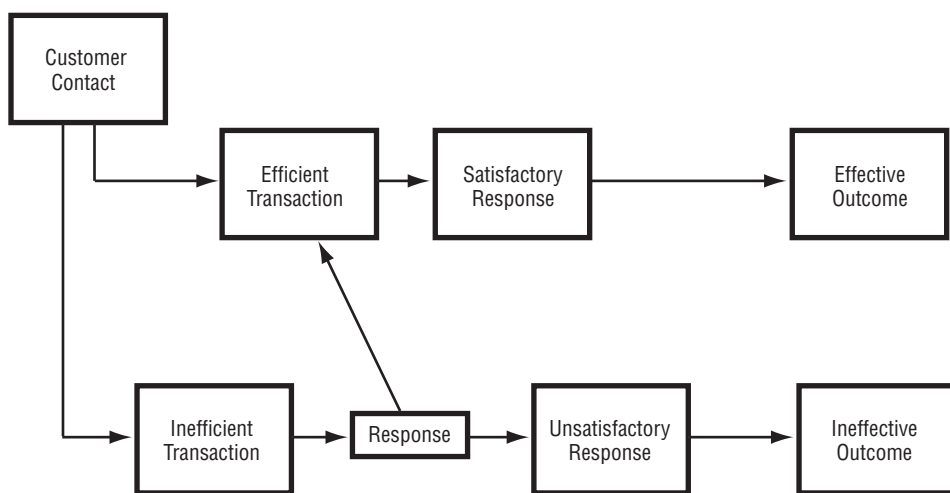 Customer
Contact
Efficient
Transaction
Satisfactory
Response
Effective
Outcome
Inefficient
Transaction
Response
Unsatisfactory
Response
Ineffective
Outcome